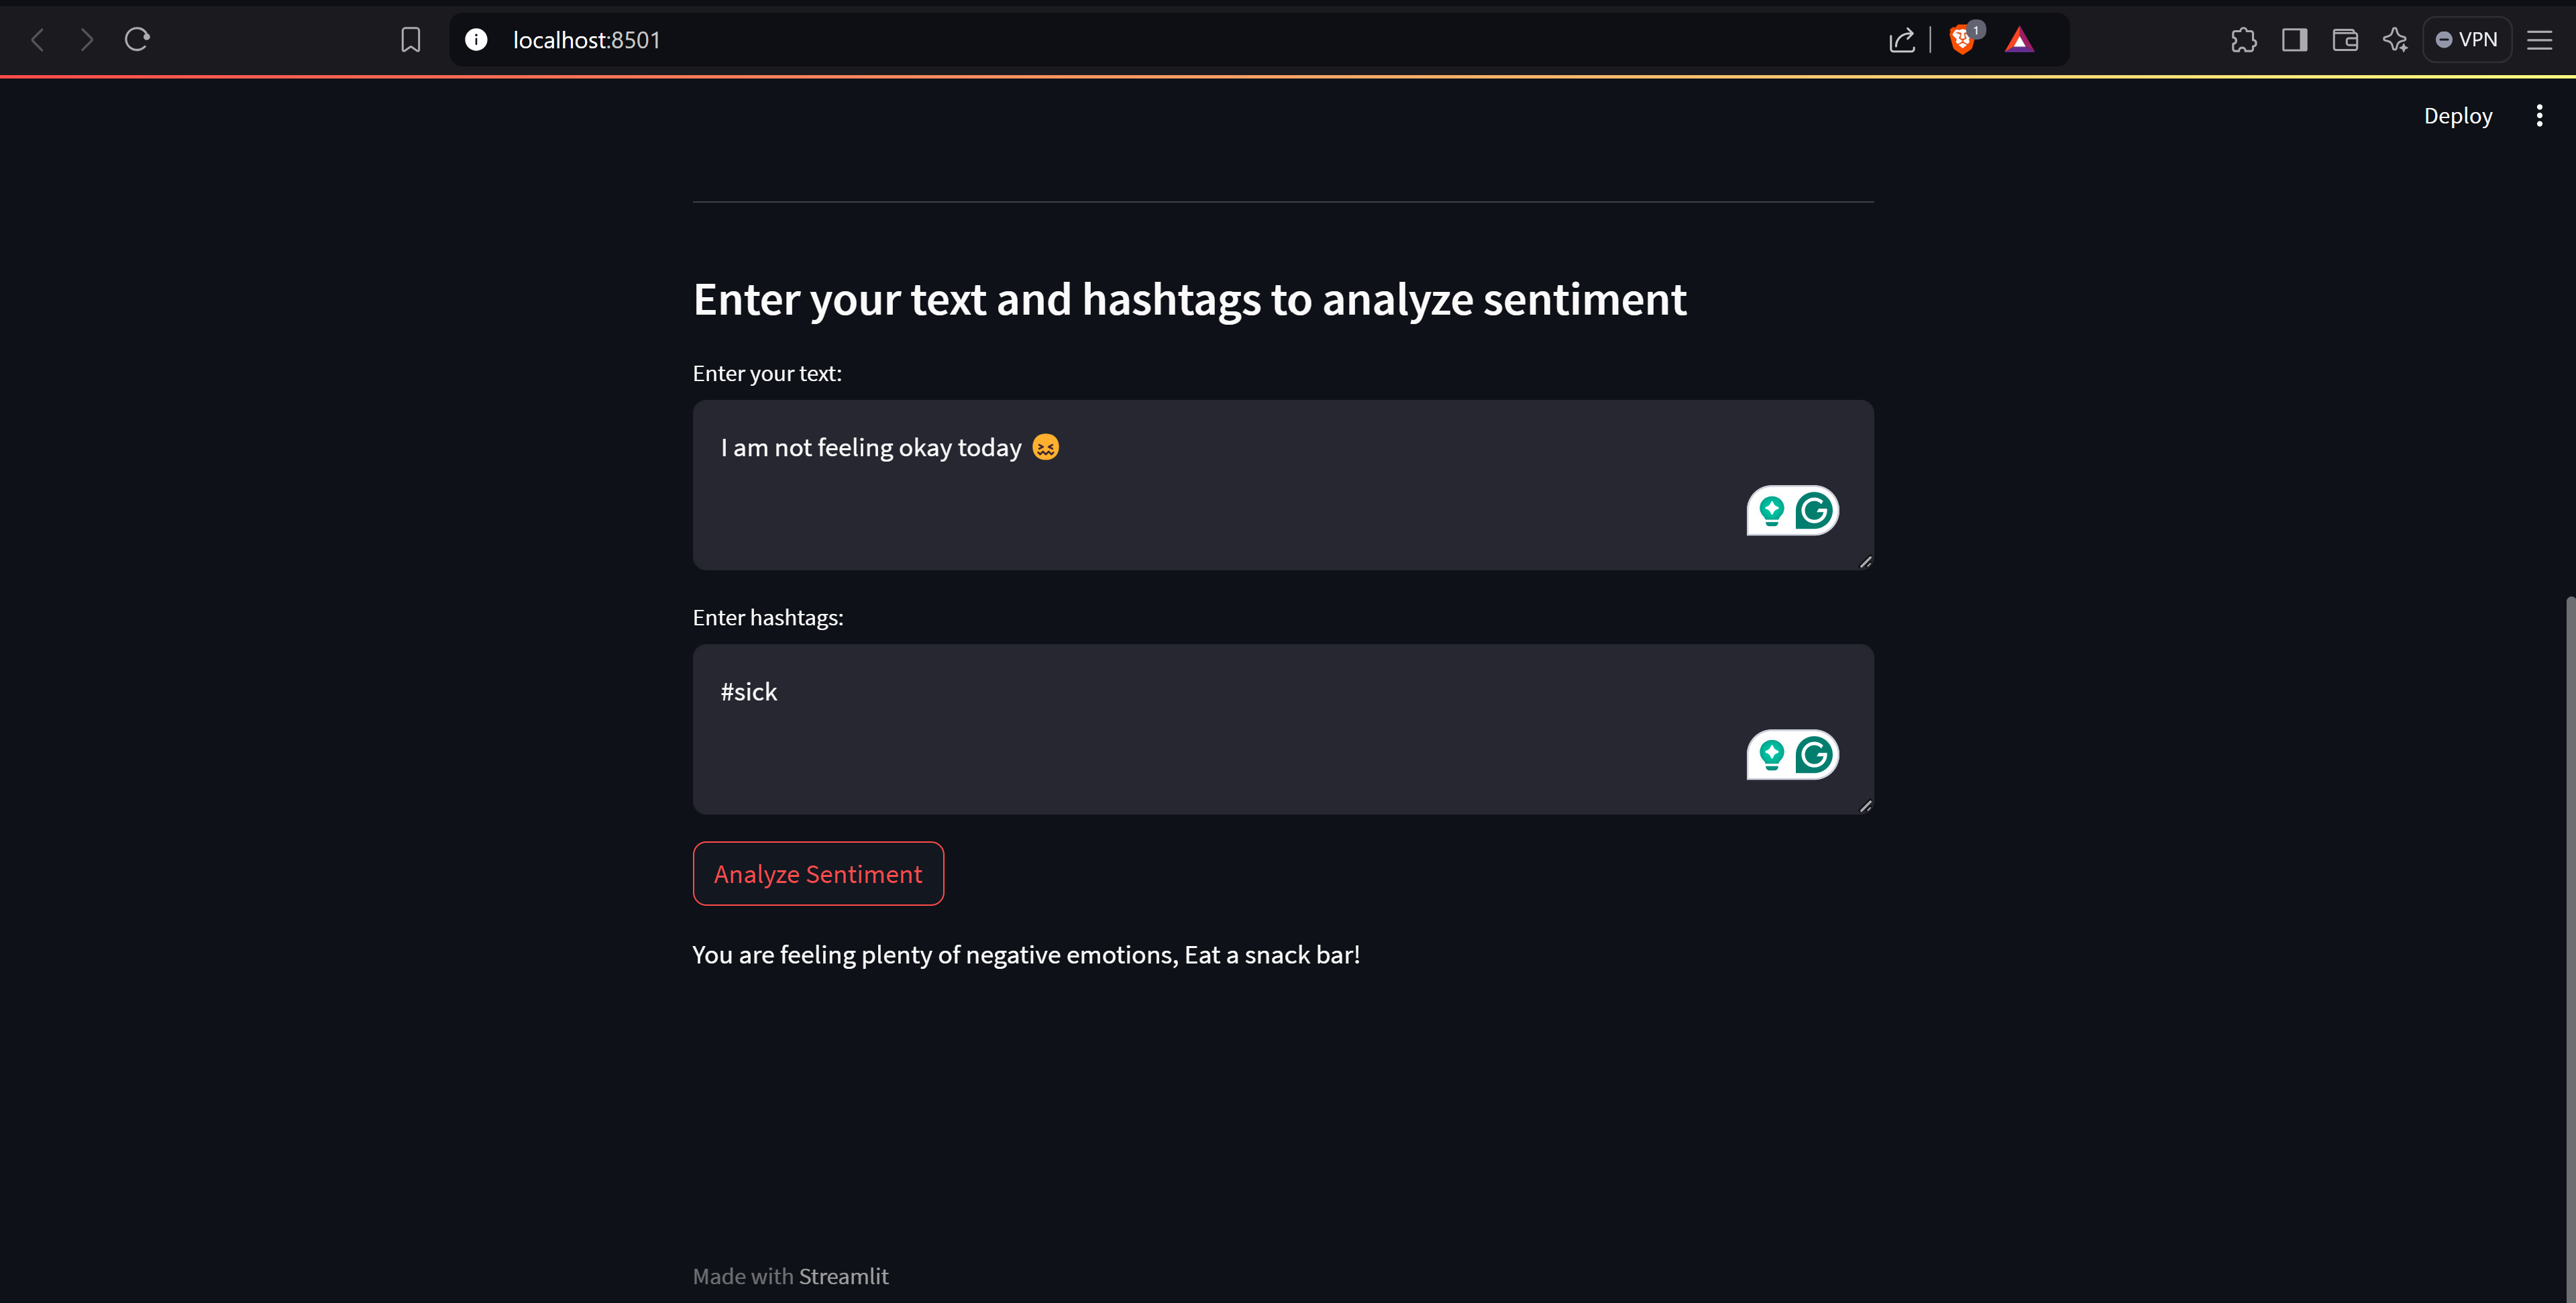 localhost:8501
1
VPN
Deploy
Enter your text and hashtags to analyze sentiment
Enter your text:
I am not feeling okay today 😖
Enter hashtags:
#sick
Analyze Sentiment
You are feeling plenty of negative emotions, Eat a snack bar!
Made with Streamlit